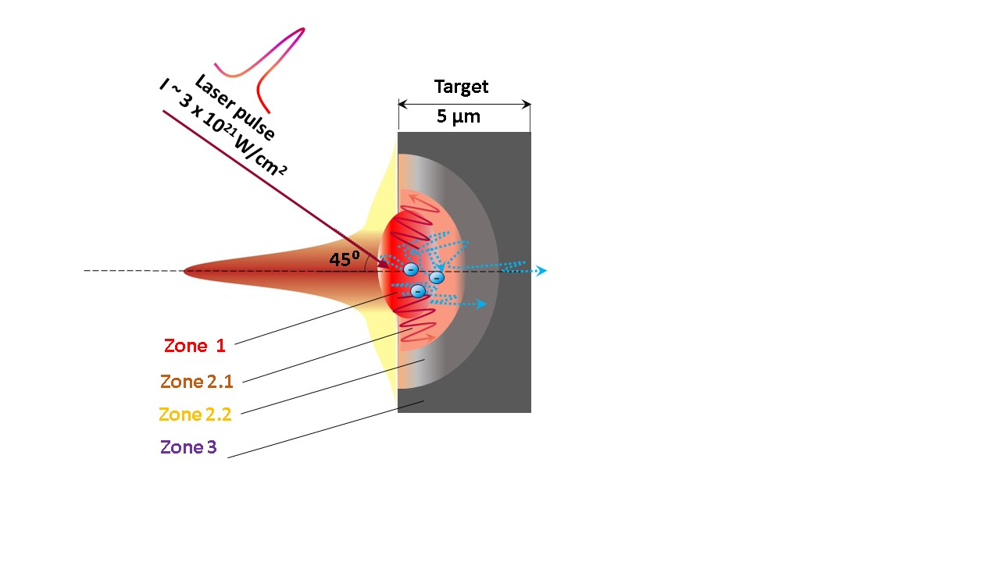 Laser pulse
I ~ 3 x 10²¹ W/cm²
Target
5 µm
45⁰
-
-
-
Zone 1
Zone 2.1
Zone 2.2
Zone 3